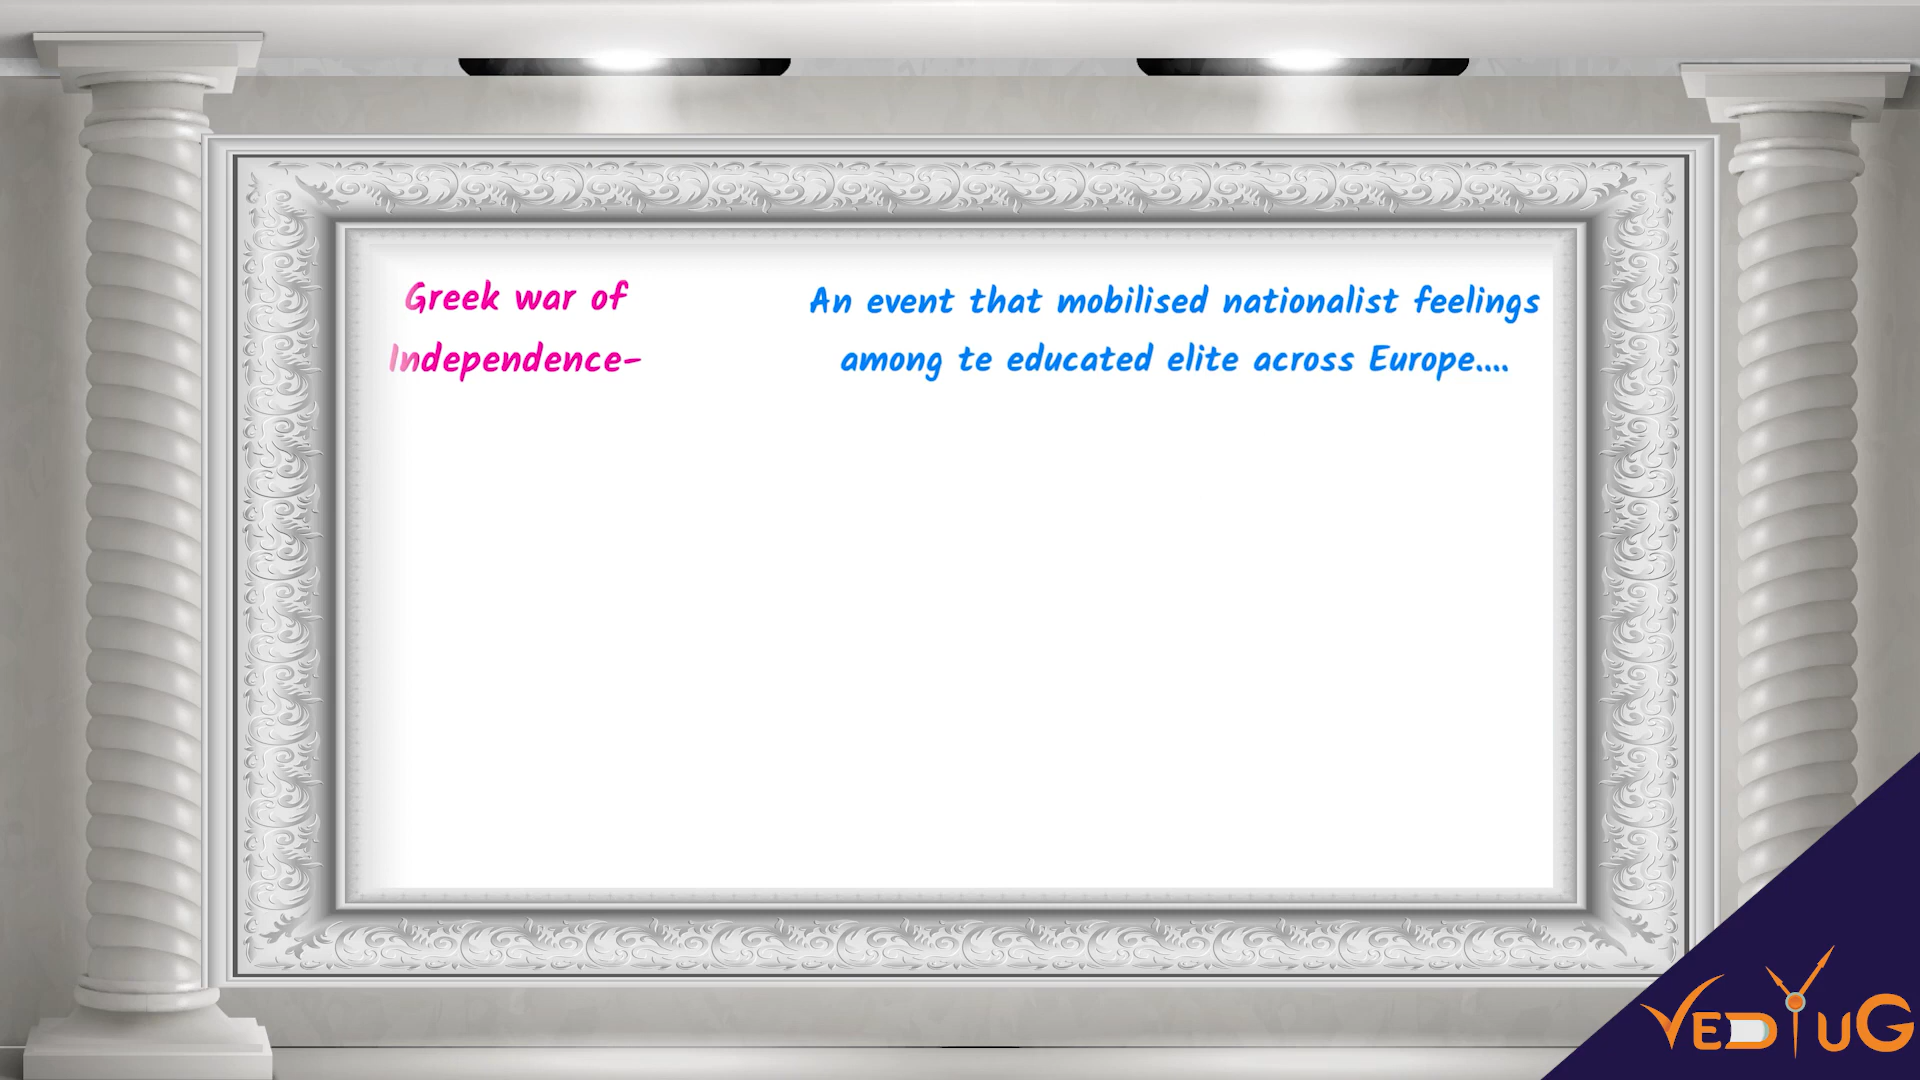 Greek war of
Independence-
An event that mobilised nationalist feelings
among te educated elite across Europe....
VEDYUG